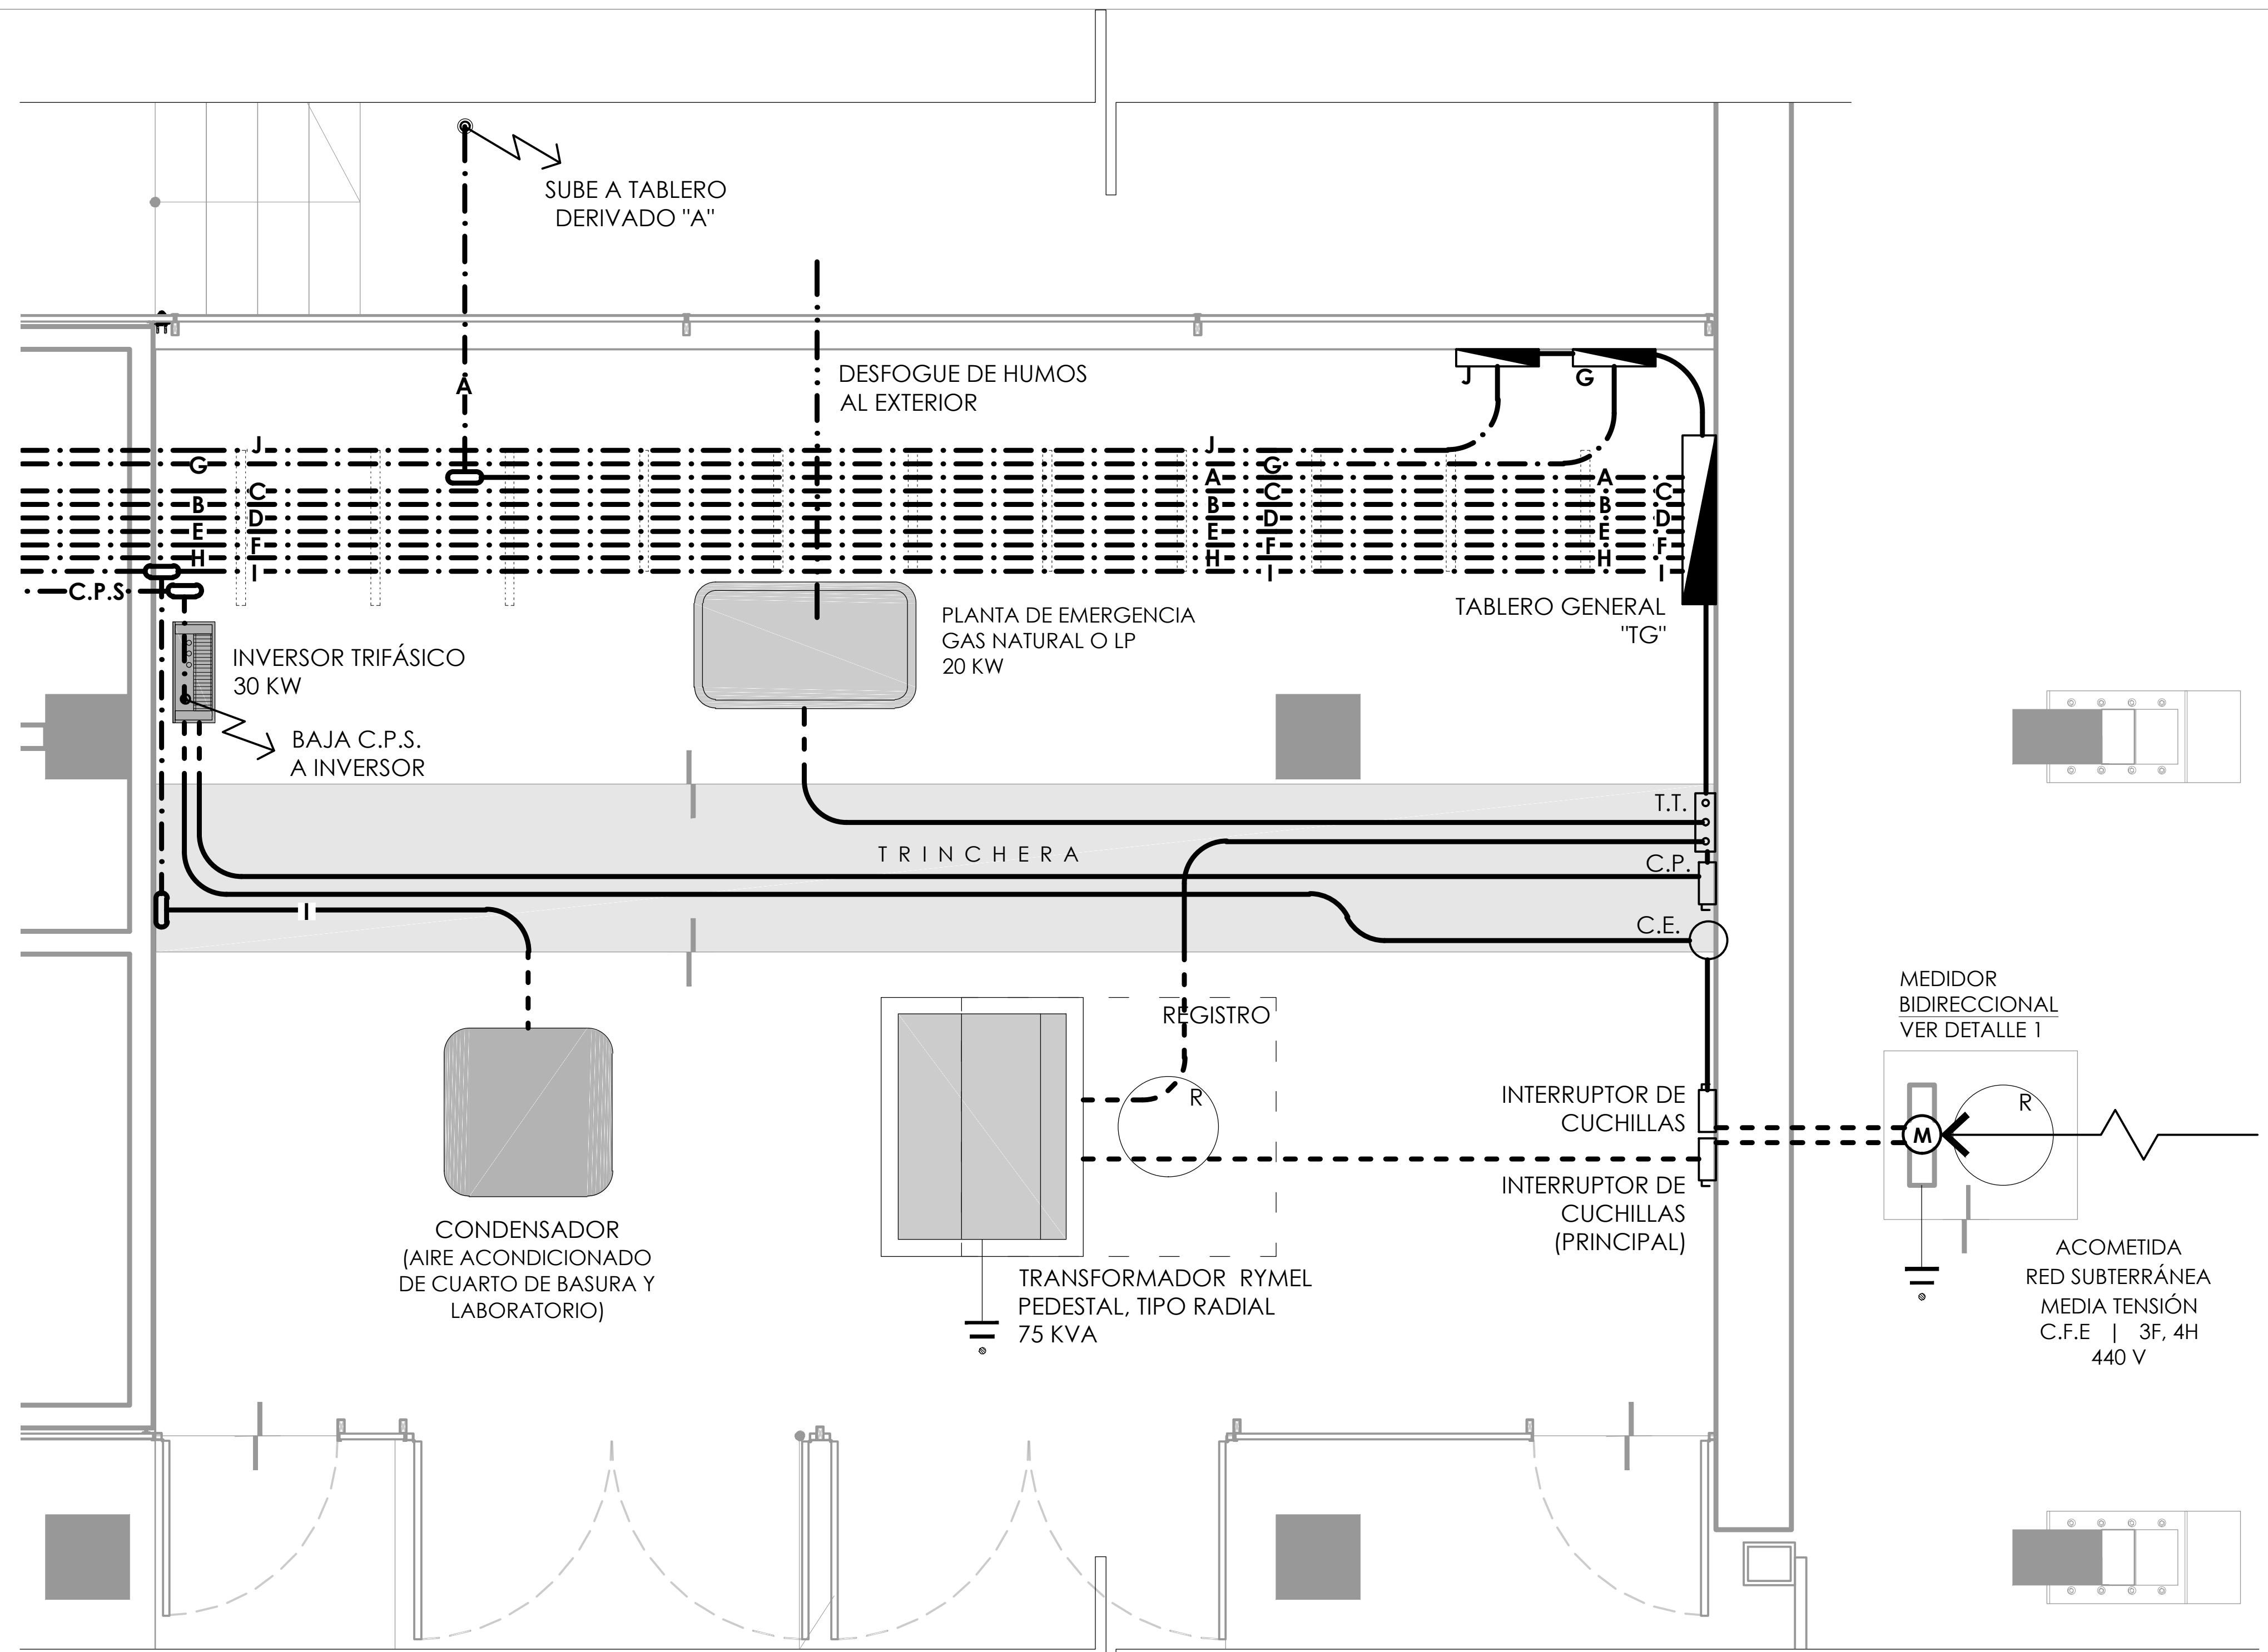 SUBE A TABLERO
DERIVADO "A"
A
DESFOGUE DE HUMOS
AL EXTERIOR
J
G
J
G
C
B
D
E
F
H
I
J
G
A
C
B
D
E
F
H
I
A
C
B
D
E
F
H
I
C.P.S
TABLERO GENERAL
"TG"
PLANTA DE EMERGENCIA
GAS NATURAL O LP
20 KW
INVERSOR TRIFÁSICO
30 KW
BAJA C.P.S.
A INVERSOR
T.T.
TRINCHERA
C.P.
I
C.E.
MEDIDOR
BIDIRECCIONAL
VER DETALLE 1
REGISTRO
R
INTERRUPTOR DE
CUCHILLAS
R
M
INTERRUPTOR DE
CUCHILLAS
(PRINCIPAL)
CONDENSADOR
(AIRE ACONDICIONADO
DE CUARTO DE BASURA Y
LABORATORIO)
TRANSFORMADOR RYMEL
PEDESTAL, TIPO RADIAL
75 KVA
ACOMETIDA
RED SUBTERRÁNEA
MEDIA TENSIÓN
C.F.E | 3F, 4H
440 V